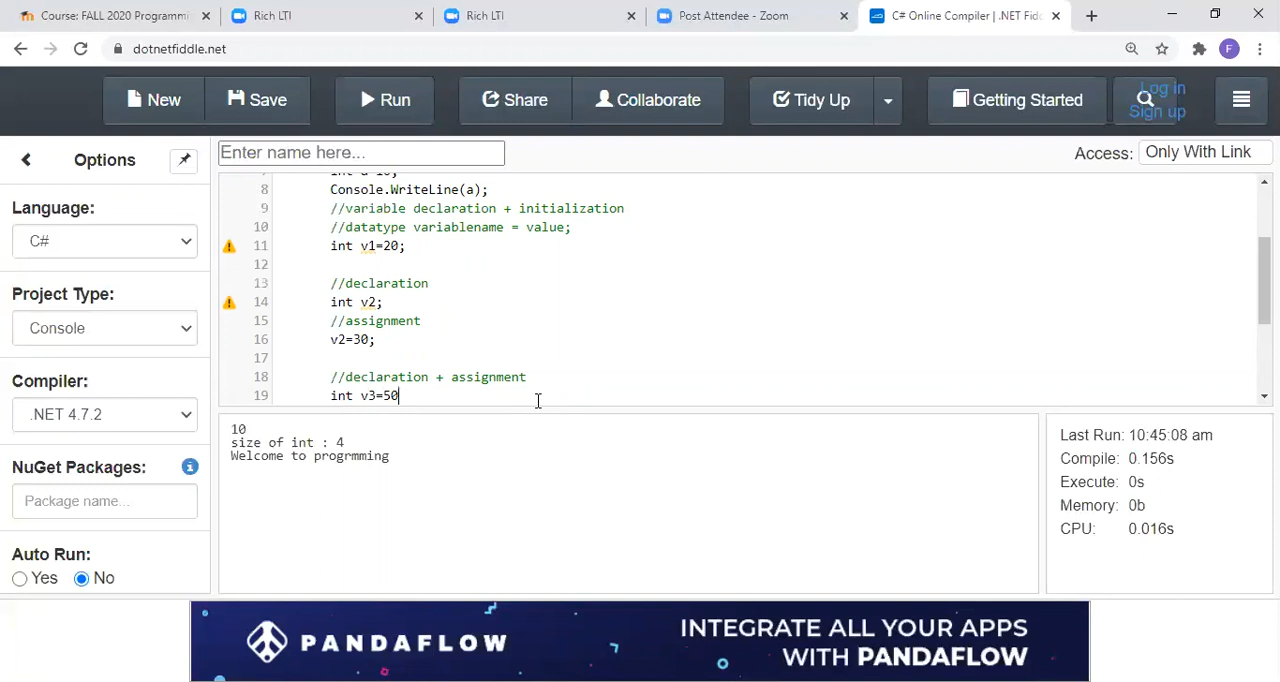 Course: FALL 2020 Programmi
Rich LTI
Rich LTI
Post Attendee - Zoom
C# Online Compiler | .NET Fidd
dotnetfiddle.net
F
New
Save
Run
Share
Collaborate
Tidy Up
Getting Started
Log in
Sign up
Options
Enter name here...
Access:
Only With Link
Language:
C#
Project Type:
Console
Compiler:
.NET 4.7.2
NuGet Packages:
Package name...
Auto Run:
Yes
No
8 Console.WriteLine(a);
9 //variable declaration + initialization
10 //datatype variablename = value;
11 int v1=20;
12
13 //declaration
14 int v2;
15 //assignment
16 v2=30;
17
18 //declaration + assignment
19 int v3=50
10
size of int : 4
Welcome to progrmming
Last Run: 10:45:08 am
Compile: 0.156s
Execute: 0s
Memory: 0b
CPU: 0.016s
PANDAFLOW
INTEGRATE ALL YOUR APPS
WITH PANDAFLOW